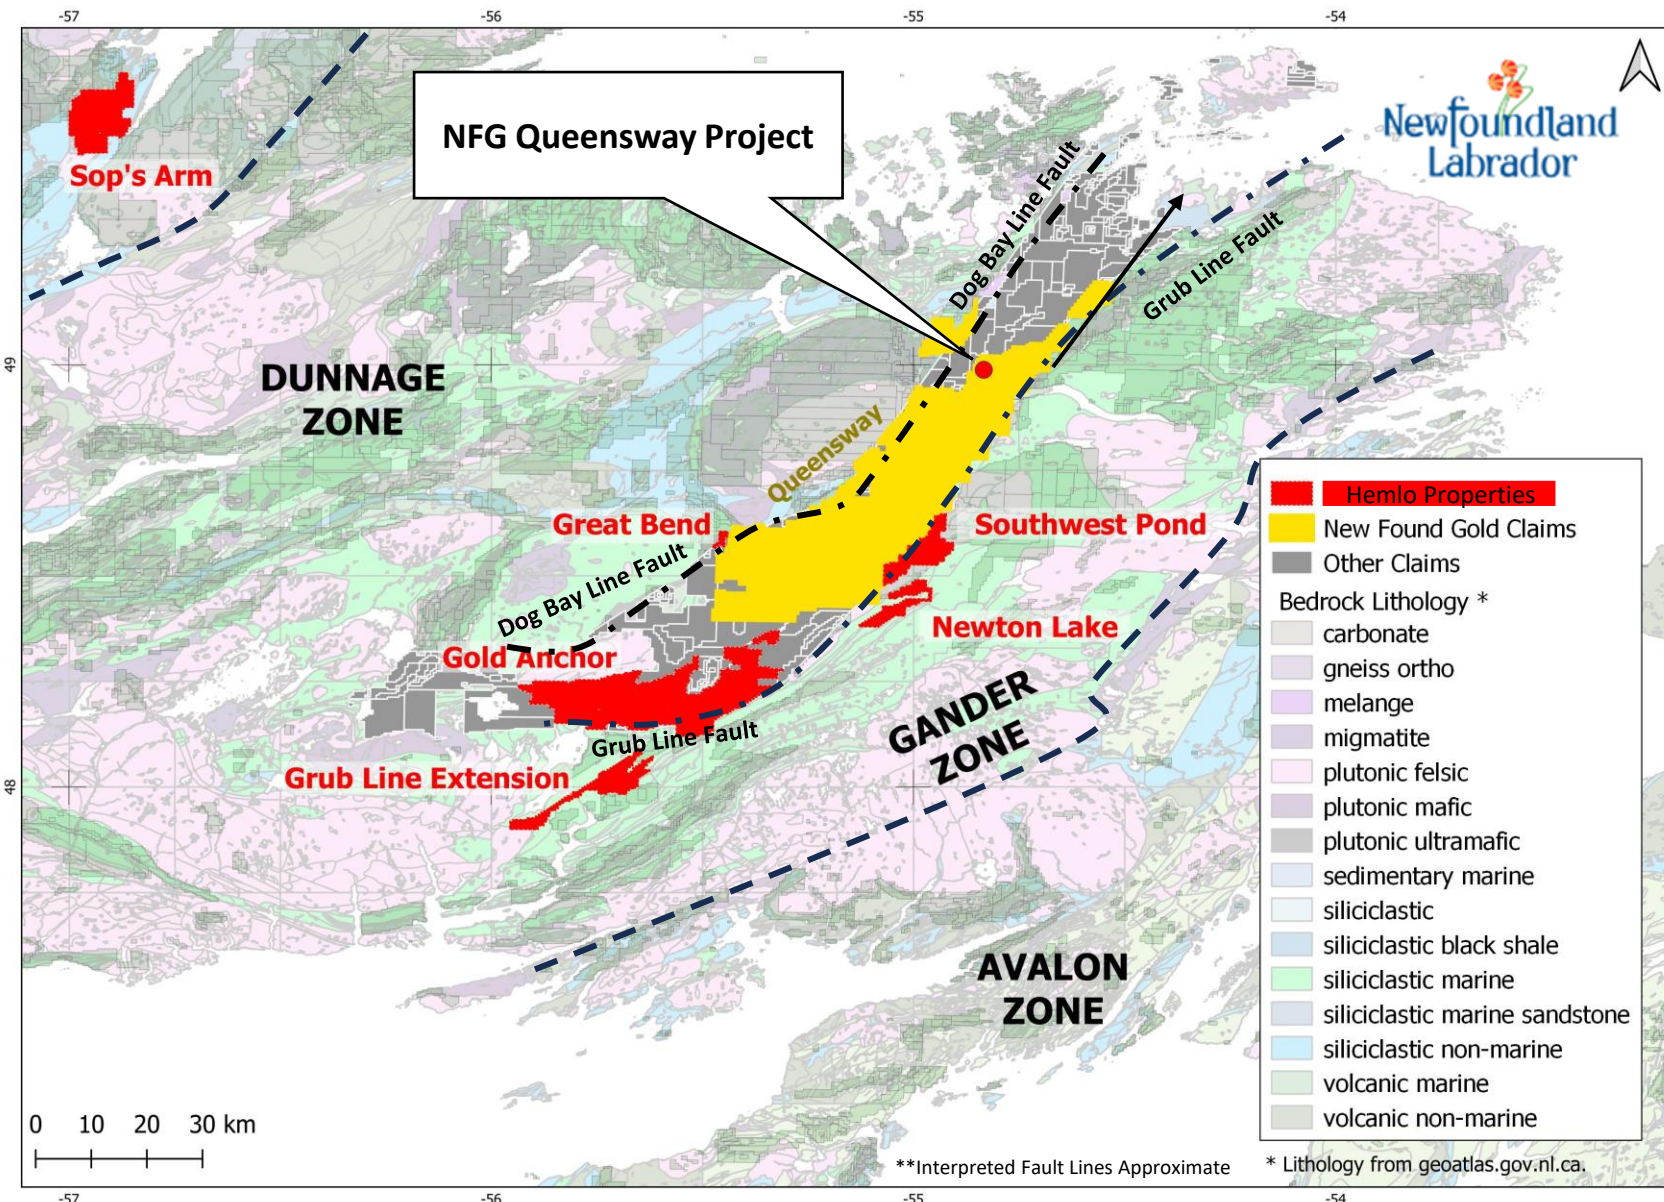 -57
-56
-55
-54
NFG Queensway Project
Newfoundland
Labrador
Sop's Arm
Dog Bay Line Fault
Grub Line Fault
49
DUNNAGE
ZONE
Queensway
Great Bend
Southwest Pond
Dog Bay Line Fault
Newton Lake
Gold Anchor
GANDER
ZONE
Grub Line Fault
Grub Line Extension
48
AVALON
ZONE
Hemlo Properties
New Found Gold Claims
Other Claims
Bedrock Lithology *
carbonate
gneiss ortho
melange
migmatite
plutonic felsic
plutonic mafic
plutonic ultramafic
sedimentary marine
siliciclastic
siliciclastic black shale
siliciclastic marine
siliciclastic marine sandstone
siliciclastic non-marine
volcanic marine
volcanic non-marine
0 10 20 30 km
**Interpreted Fault Lines Approximate
* Lithology from geoatlas.gov.nl.ca.
-57
-56
-55
-54